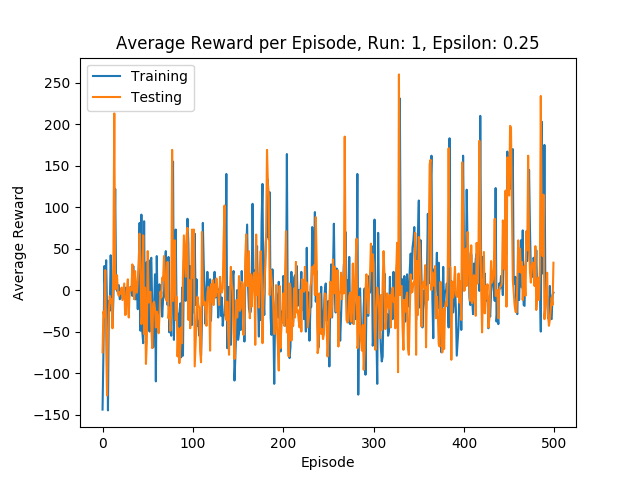 Average Reward per Episode, Run: 1, Epsilon: 0.25
Training
Testing
250
200
150
100
50
0
−50
−100
−150
Average Reward
0 100 200 300 400 500
Episode